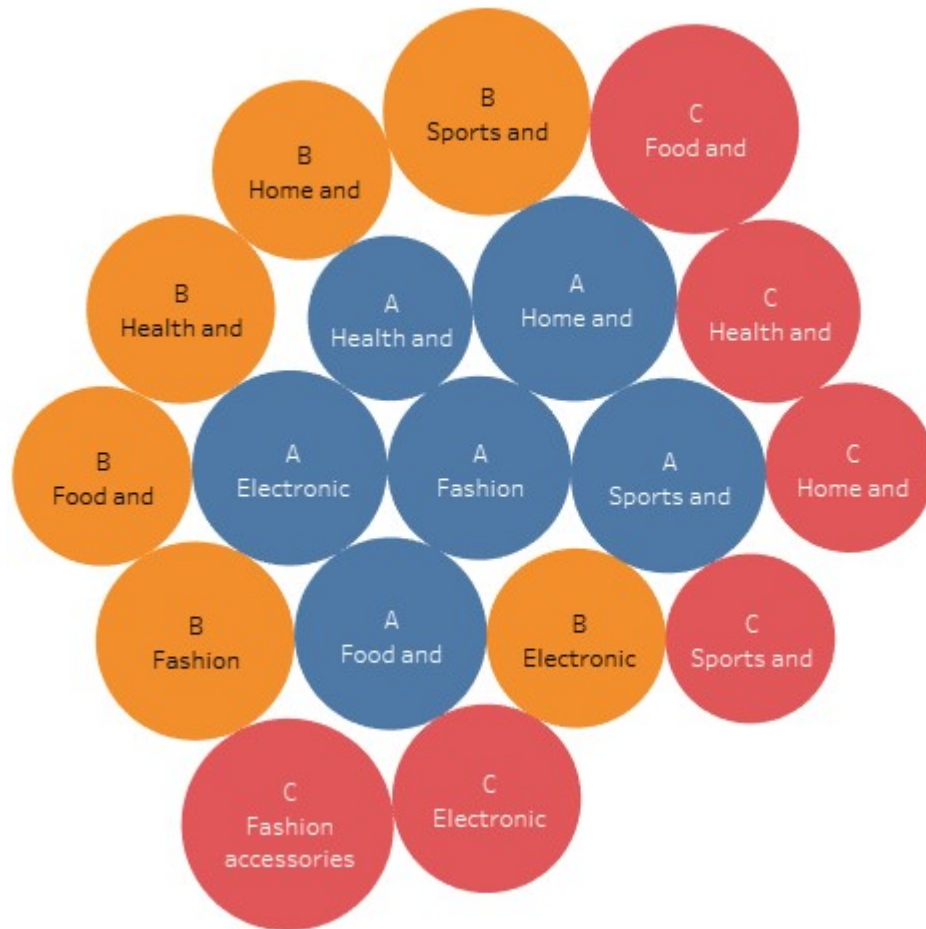 B
Sports and
C
Food and
B
Home and
B
Health and
A
Health and
A
Home and
C
Health and
B
Food and
A
Electronic
A
Fashion
A
Sports and
C
Home and
B
Fashion
A
Food and
B
Electronic
C
Sports and
C
Fashion
accessories
C
Electronic